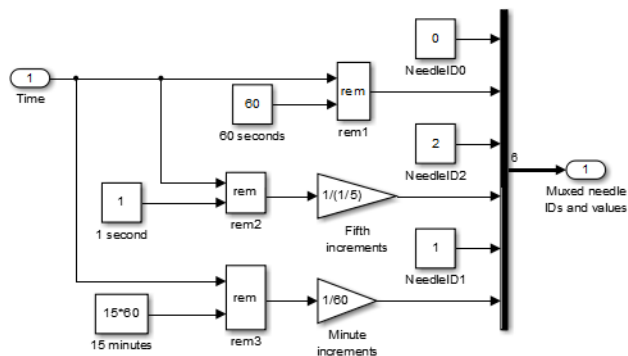 0
NeedleID0
1
Time
rem
rem1
60
60 seconds
2
NeedleID2
6
1
Muxed needle
IDs and values
1
1 second
rem
rem2
1/(1/5)
Fifth
increments
1
NeedleID1
15*60
15 minutes
rem
rem3
1/60
Minute
increments